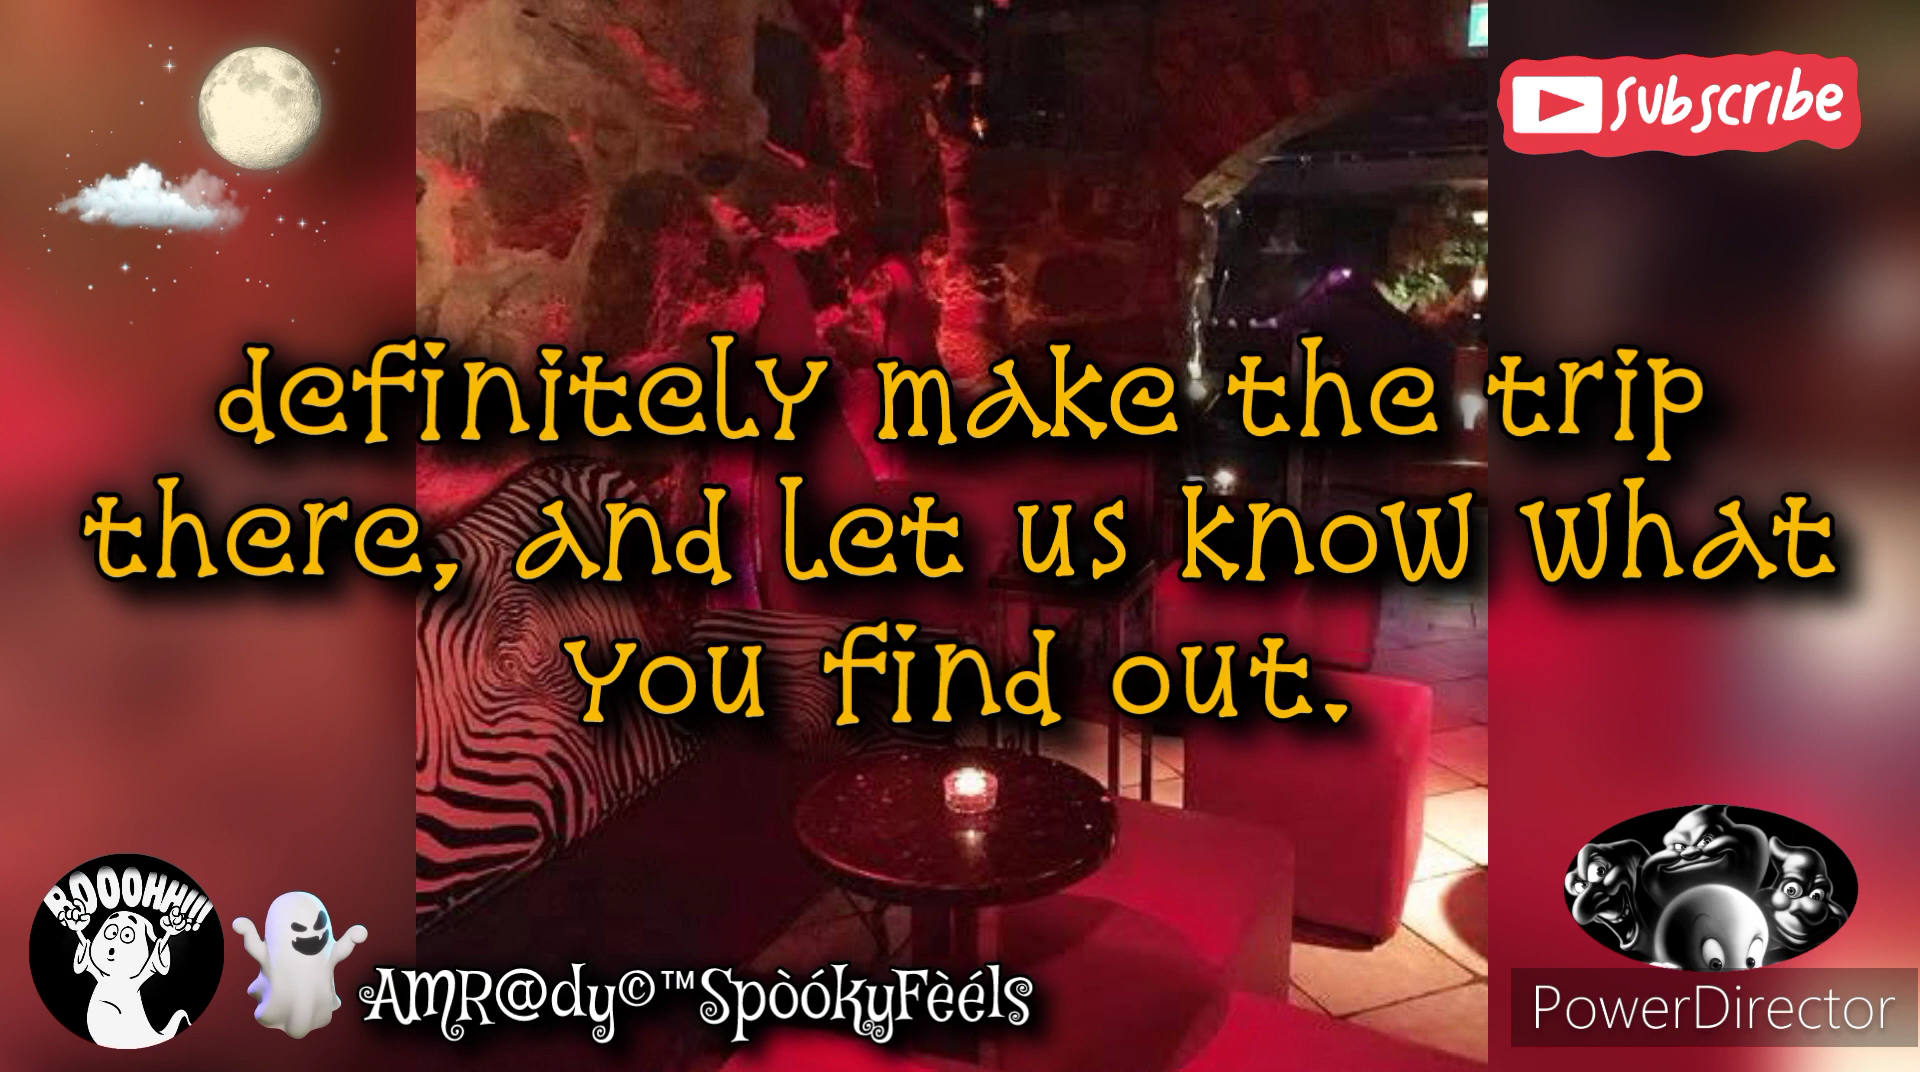 subscribe
definitely make the trip
there, and let us know what
you find out.
BOOOHH!!!
AMR@dy©™SpòókyFèéls
PowerDirector